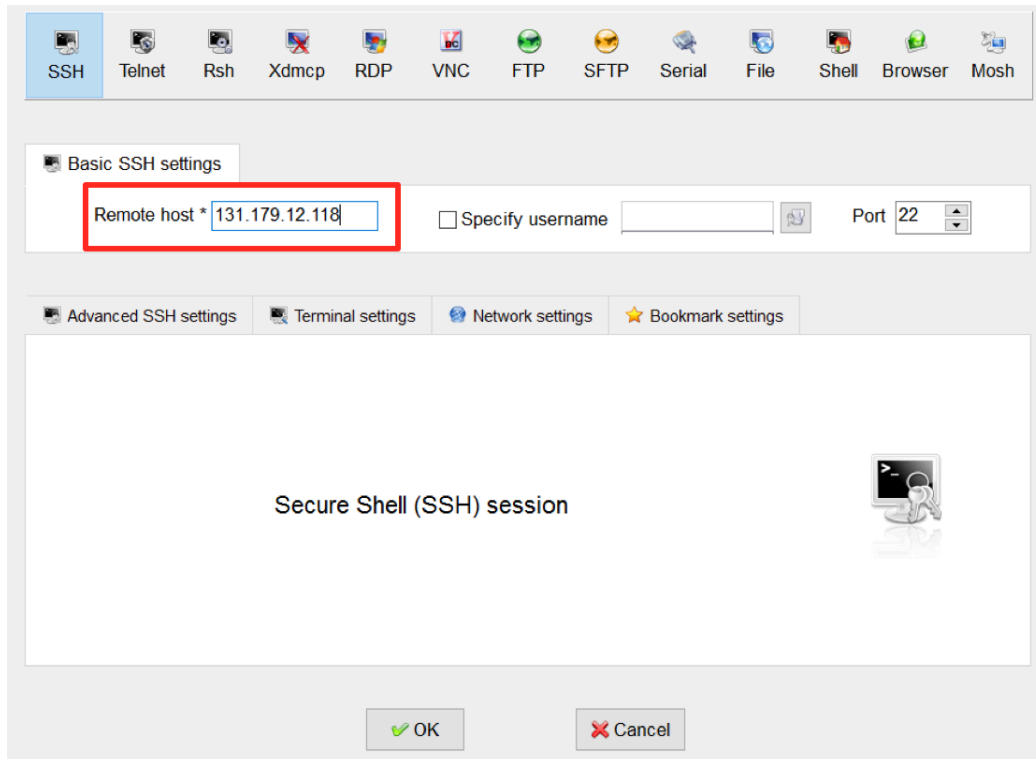 SSH Telnet Rsh Xdmcp RDP VNC FTP SFTP Serial File Shell Browser Mosh
Basic SSH settings
Remote host * 131.179.12.118 Specify username Port 22
Advanced SSH settings Terminal settings Network settings Bookmark settings
Secure Shell (SSH) session
OK Cancel